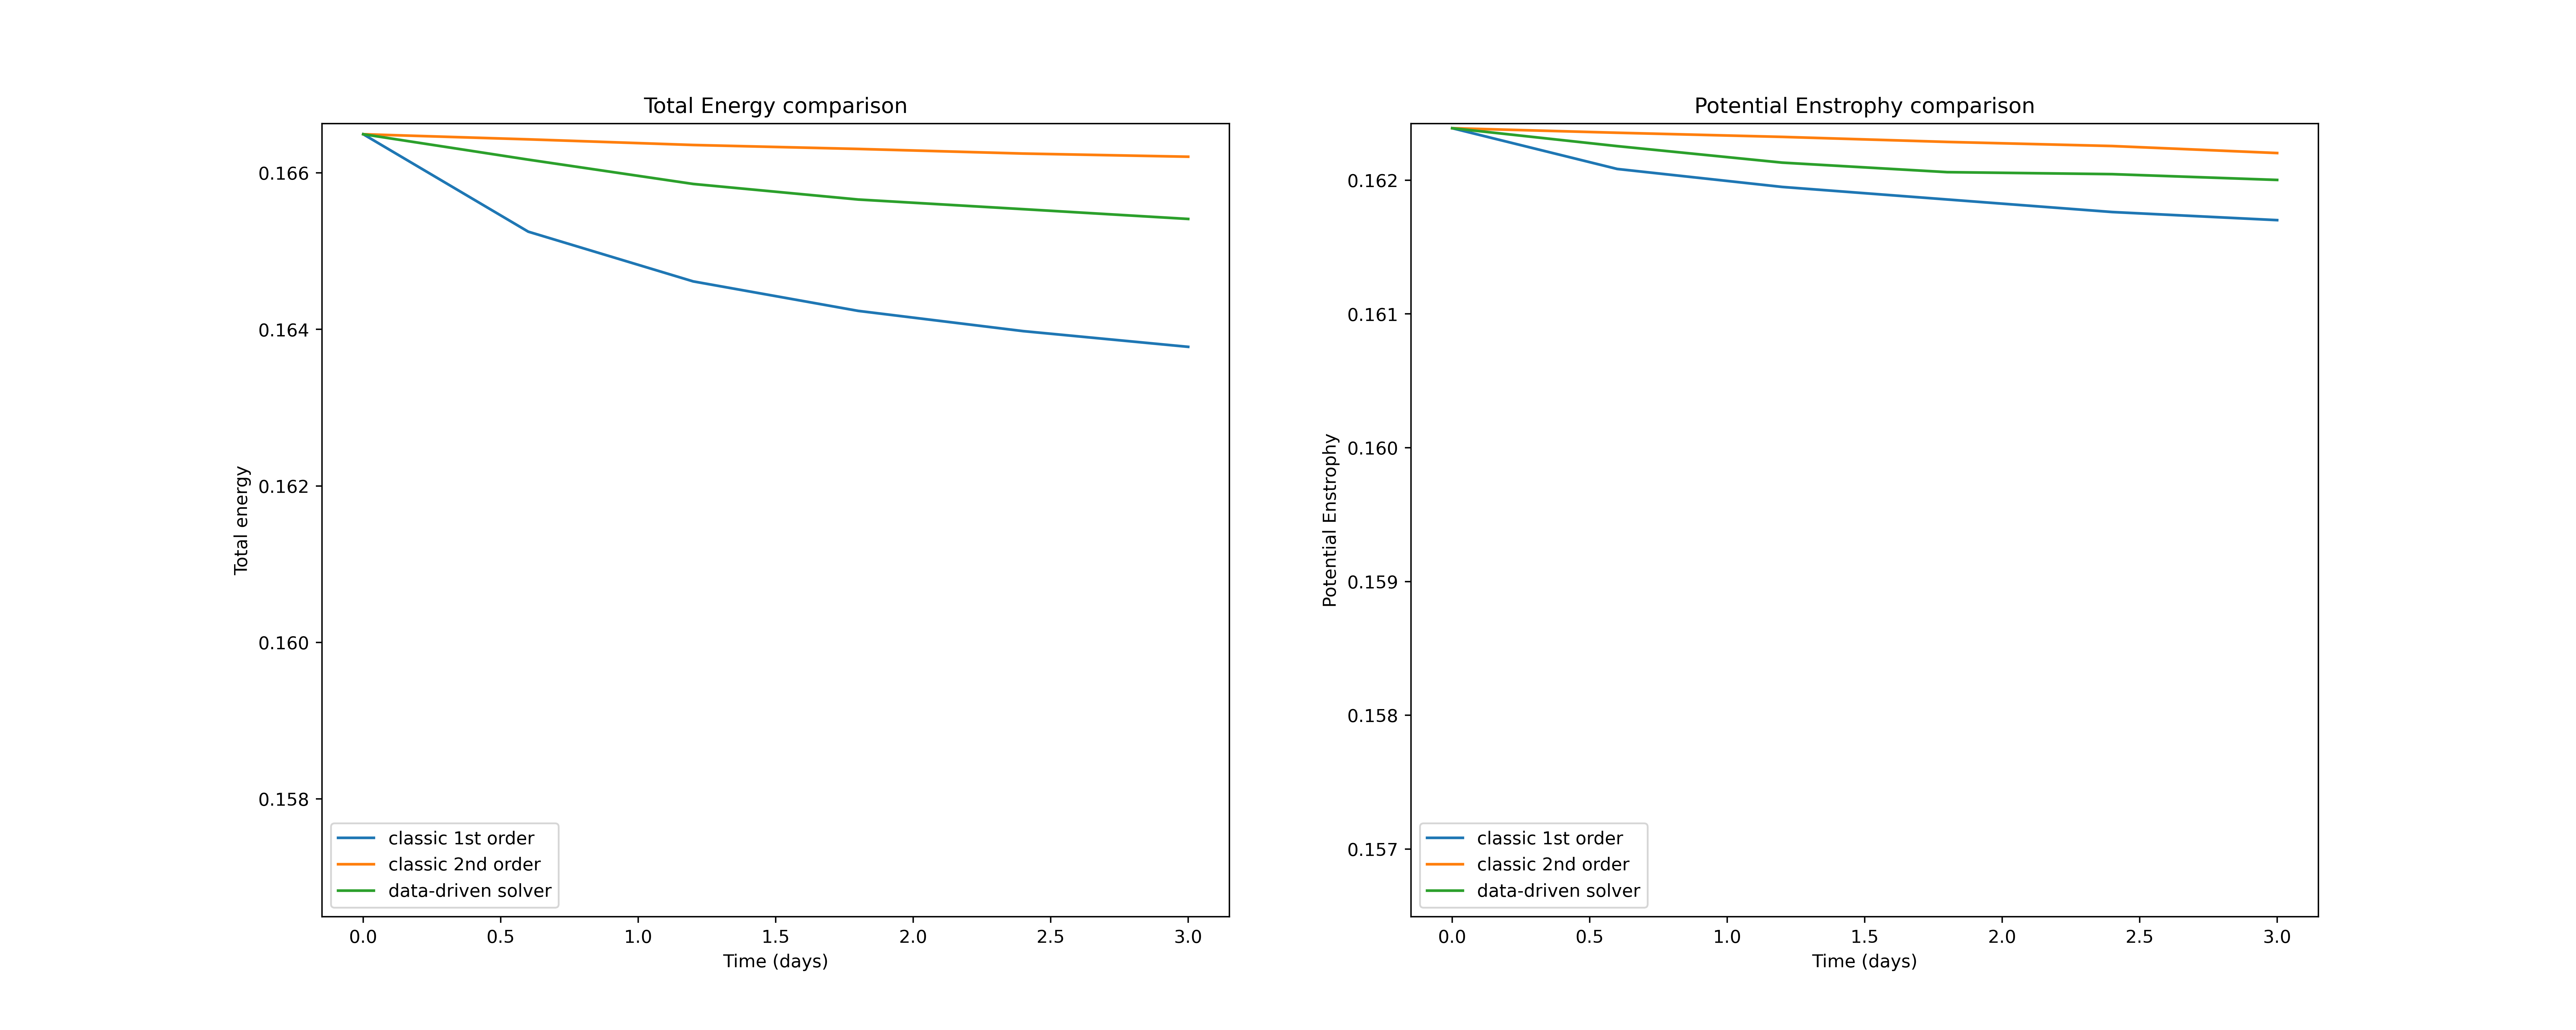 Total Energy comparison
Total energy
0.166
0.164
0.162
0.160
0.158
classic 1st order
classic 2nd order
data-driven solver
0.0 0.5 1.0 1.5 2.0 2.5 3.0
Time (days)
Potential Enstrophy comparison
Potential Enstrophy
0.162
0.161
0.160
0.159
0.158
0.157
classic 1st order
classic 2nd order
data-driven solver
0.0 0.5 1.0 1.5 2.0 2.5 3.0
Time (days)